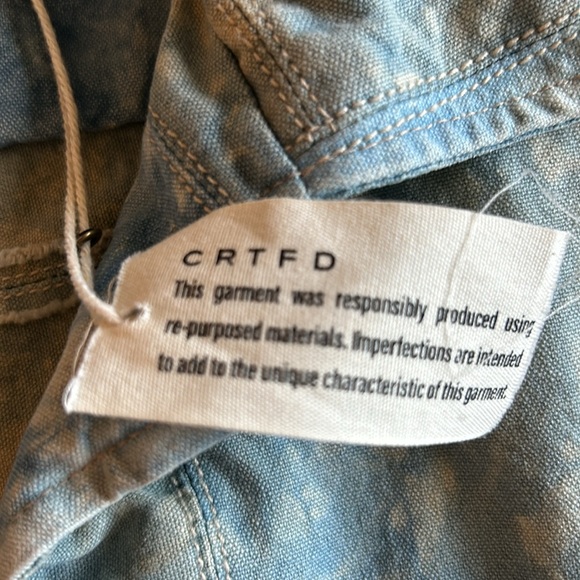 CRTFD
This garment was responsibly produced using
re-purposed materials. Imperfections are intended
to add to the unique characteristic of this garment.